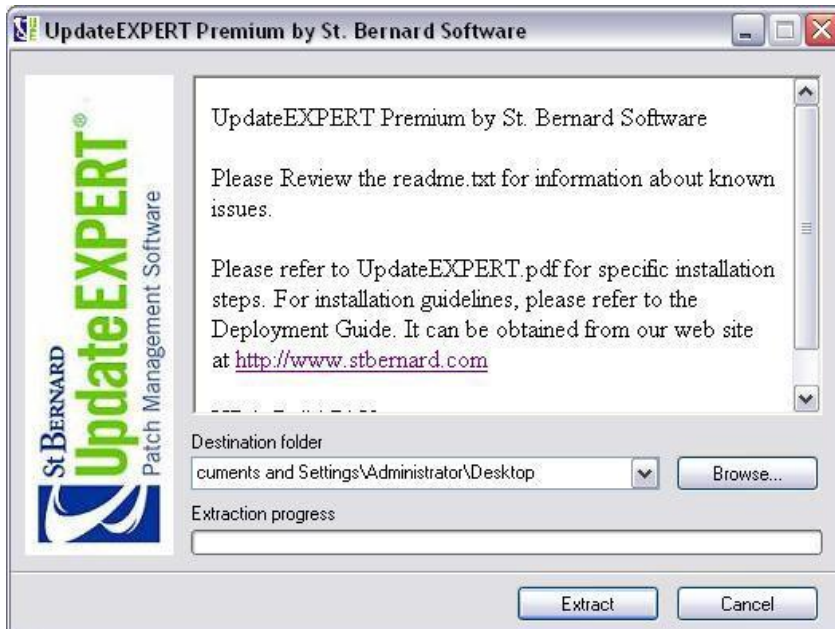 UpdateEXPERT Premium by St. Bernard Software
UpdateEXPERT Premium by St. Bernard Software
Please Review the readme.txt for information about known
issues.
Please refer to UpdateEXPERT.pdf for specific installation
steps. For installation guidelines, please refer to the
Deployment Guide. It can be obtained from our web site
at http://www.stbernard.com
ST BERNARD
UpdateEXPERT®
Patch Management Software
Destination folder
cuments and Settings\Administrator\Desktop
Browse...
Extraction progress
Extract
Cancel